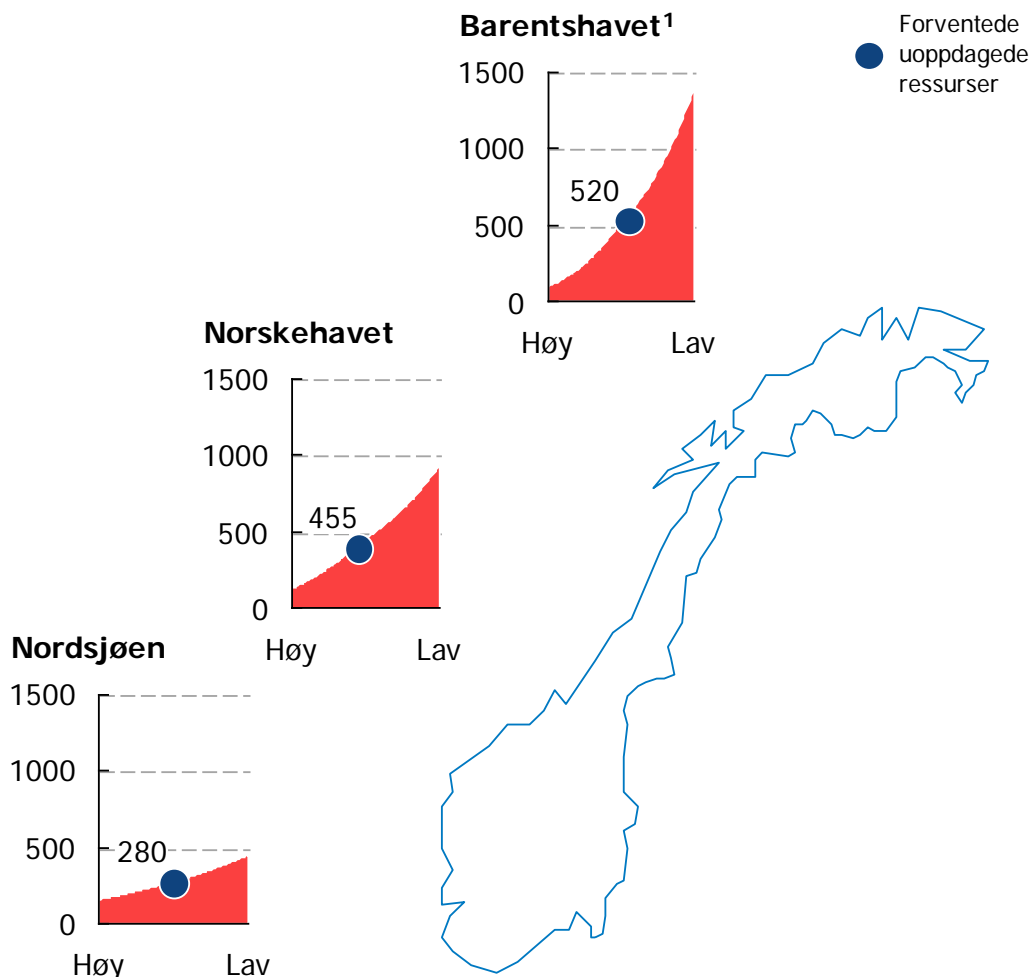 Barentshavet¹
Forventede
uoppdagede
ressurser
1500
1000
520
500
0
Høy Lav
Norskehavet
1500
1000
455
500
0
Høy Lav
Nordsjøen
1500
1000
500
280
0
Høy Lav